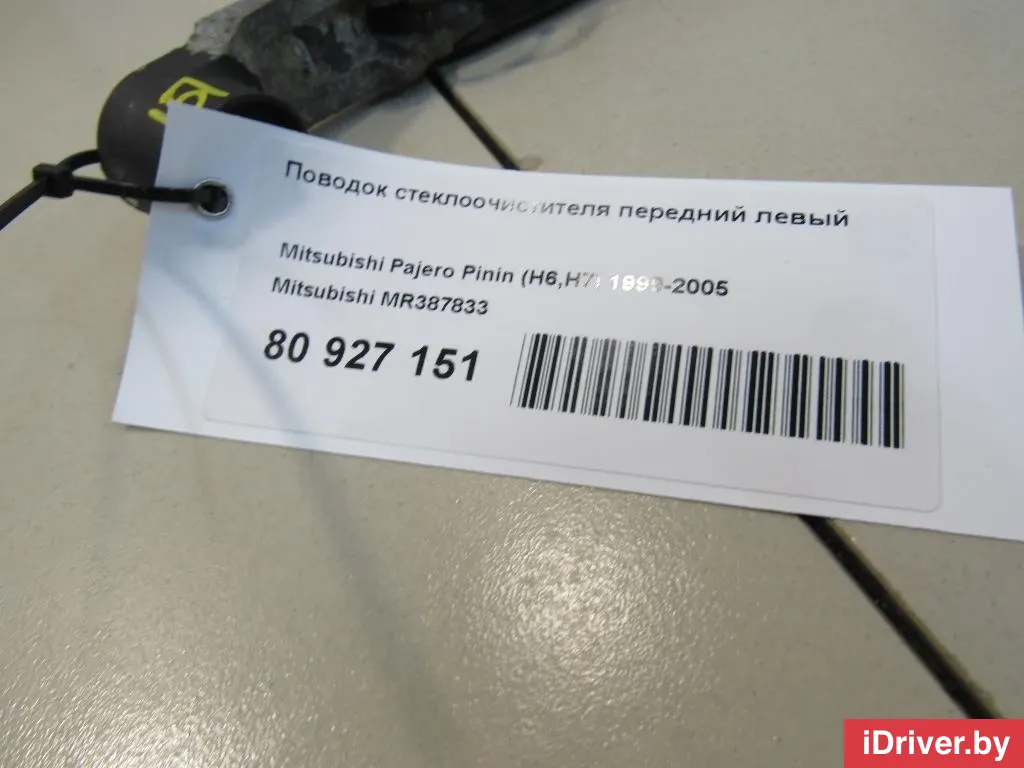 Поводок стеклоочистителя передний левый
Mitsubishi Pajero Pinin (H6,H7) 1999-2005
Mitsubishi MR387833
80 927 151
iDriver.by